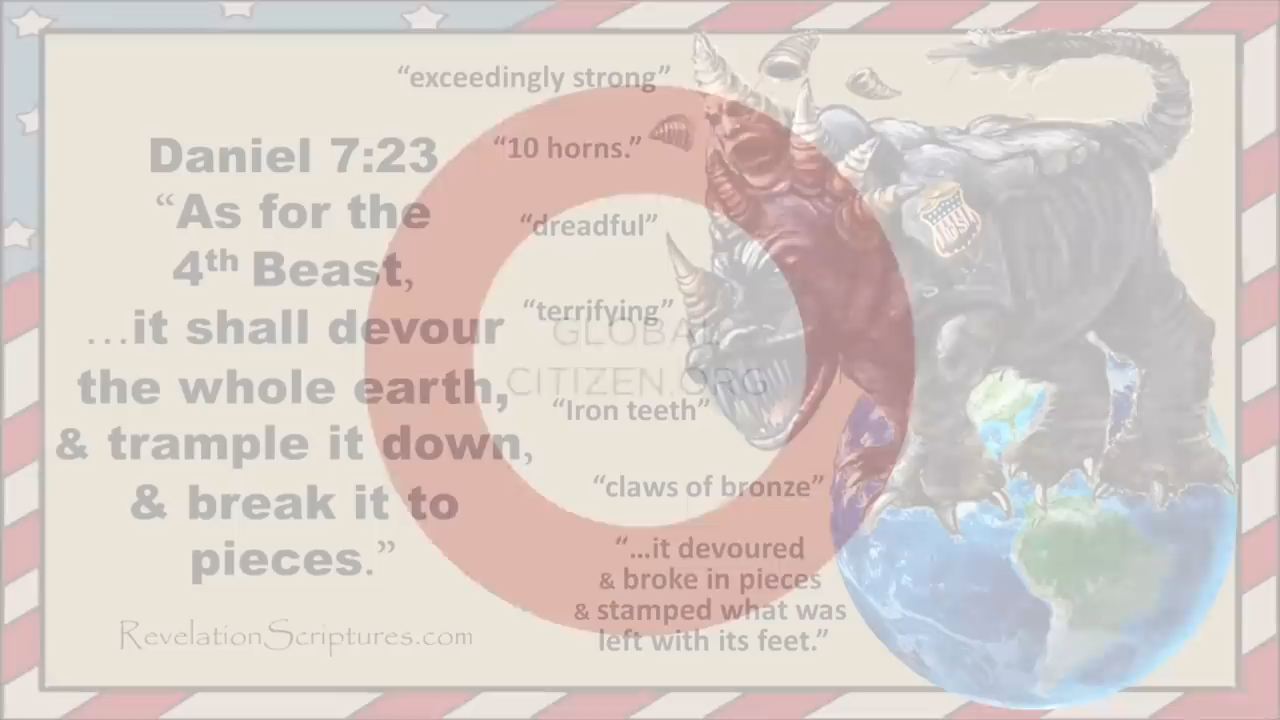 Daniel 7:23
“As for the
4th Beast,
...it shall devour
the whole earth,
& trample it down,
& break it to
pieces.”
RevelationScriptures.com
“exceedingly strong”
“10 horns.”
“dreadful”
“terrifying”
GLOBAL
CITIZEN.ORG
“Iron teeth”
“claws of bronze”
“...it devoured
& broke in pieces
& stamped what was
left with its feet.”
USA